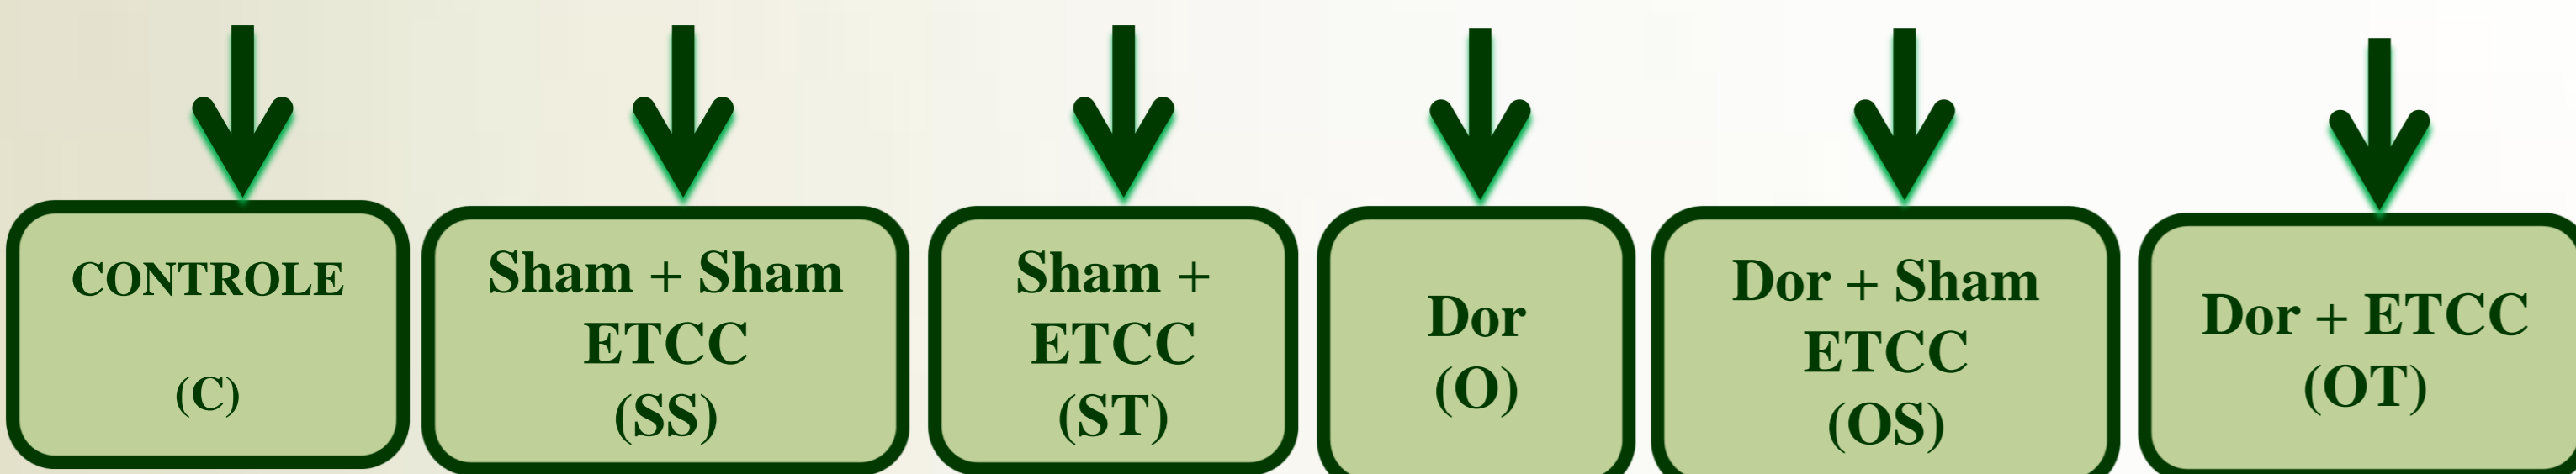 CONTROLE
(C)
Sham + Sham
ETCC
(SS)
Sham +
ETCC
(ST)
Dor
(O)
Dor + Sham
ETCC
(OS)
Dor + ETCC
(OT)